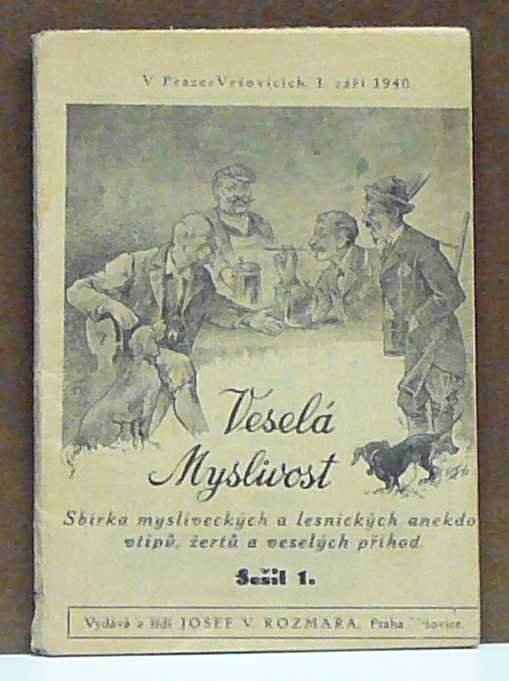 V Praze-Vršovicích, 1. září 1940
Veselá
Myslivost
Sbírka mysliveckých a lesnických anekdo
vtipů, žertů a veselých příhod.
Sešit 1.
Vydává a řídí JOSEF V. ROZMARA, Praha